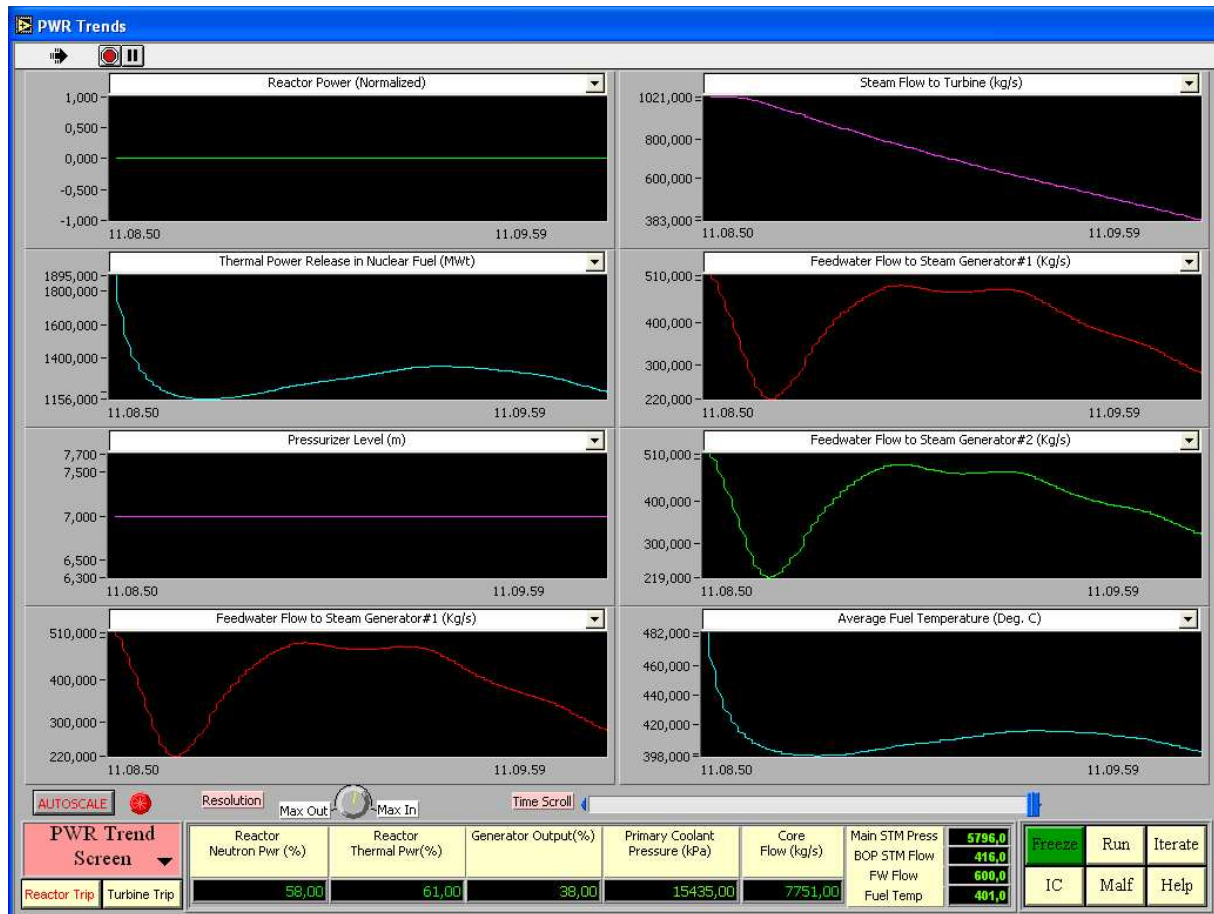 PWR Trends
Reactor Power (Normalized)
1,000
0,500
0,000
-0,500
-1,000
11.08.50
11.09.59
Steam Flow to Turbine (kg/s)
1021,000
800,000
600,000
383,000
11.08.50
11.09.59
Thermal Power Release in Nuclear Fuel (MWt)
1895,000
1800,000
1600,000
1400,000
1156,000
11.08.50
11.09.59
Feedwater Flow to Steam Generator#1 (Kg/s)
510,000
400,000
300,000
220,000
11.08.50
11.09.59
Pressurizer Level (m)
7,700
7,500
7,000
6,500
6,300
11.08.50
11.09.59
Feedwater Flow to Steam Generator#2 (Kg/s)
510,000
400,000
300,000
219,000
11.08.50
11.09.59
Feedwater Flow to Steam Generator#1 (Kg/s)
510,000
400,000
300,000
220,000
11.08.50
11.09.59
Average Fuel Temperature (Deg. C)
482,000
460,000
440,000
420,000
398,000
11.08.50
11.09.59
AUTOSCALE
Resolution
Max Out
Max In
Time Scroll
PWR Trend
Screen
Reactor Trip
Turbine Trip
Reactor
Neutron Pwr (%)
58,00
Reactor
Thermal Pwr(%)
61,00
Generator Output(%)
38,00
Primary Coolant
Pressure (kPa)
15435,00
Core
Flow (kg/s)
7751,00
Main STM Press 5796,0
BOP STM Flow 416,0
FW Flow 600,0
Fuel Temp 401,0
Freeze
Run
Iterate
IC
Malf
Help